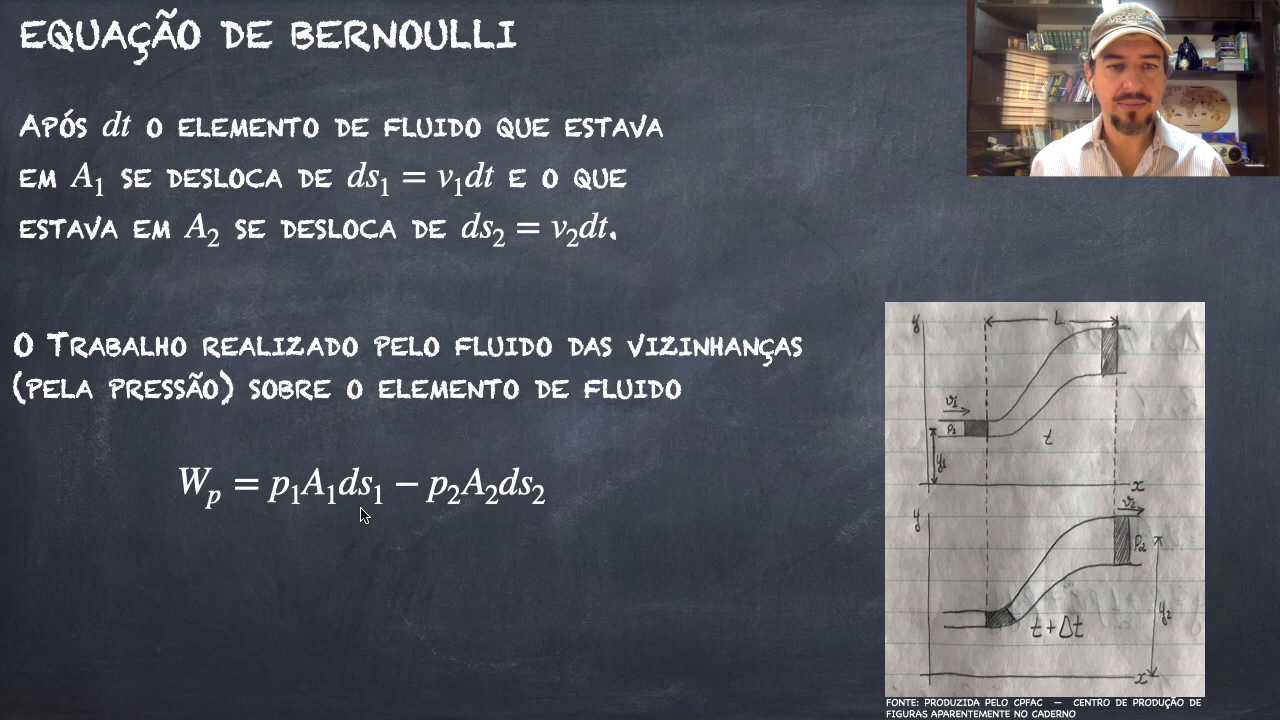 EQUAÇÃO DE BERNOULLI
APÓS dt O ELEMENTO DE FLUIDO QUE ESTAVA
EM A₁ SE DESLOCA DE ds₁ = v₁dt E O QUE
ESTAVA EM A₂ SE DESLOCA DE ds₂ = v₂dt.
O TRABALHO REALIZADO PELO FLUIDO DAS VIZINHANÇAS
(PELA PRESSÃO) SOBRE O ELEMENTO DE FLUIDO
Wₚ = p₁A₁ds₁ − p₂A₂ds₂
y
L
v₁
P₁
t
y₁
x
y
v₂
P₂
y₂
t + Δt
x
FONTE: PRODUZIDA PELO CPFAC — CENTRO DE PRODUÇÃO DE
FIGURAS APARENTEMENTE NO CADERNO